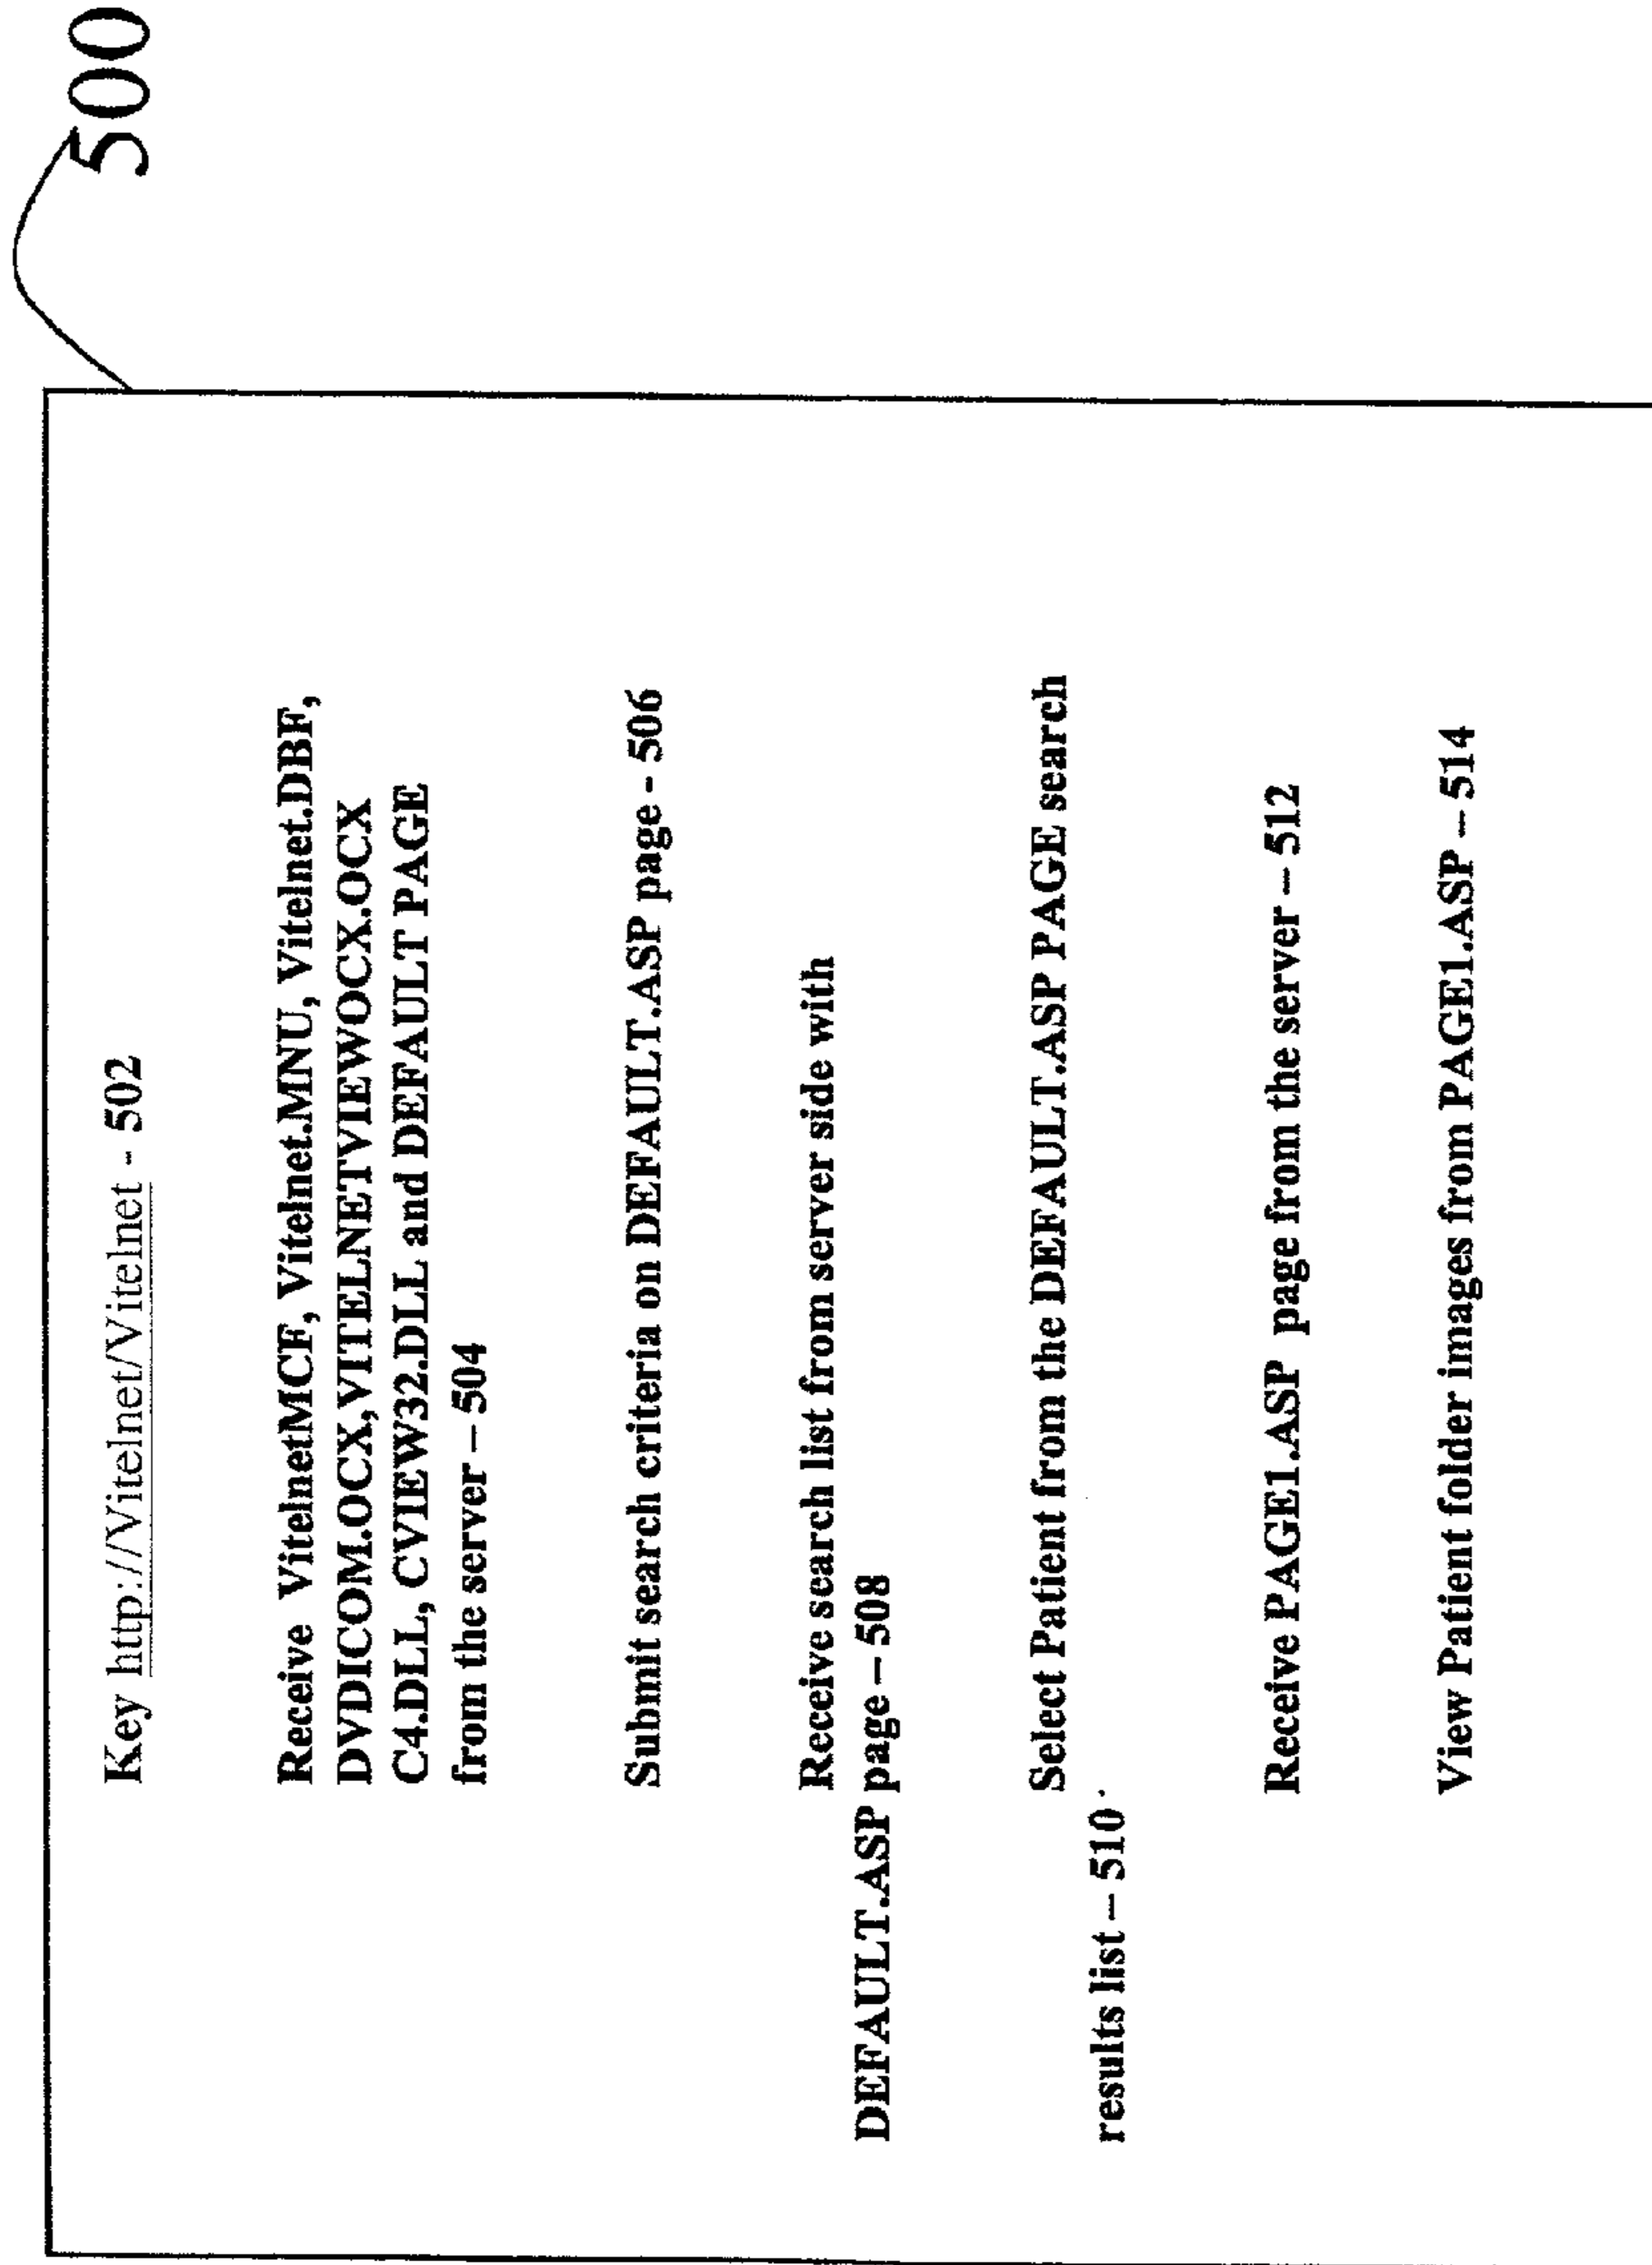 500
Key http://Vitelnet/Vitelnet - 502
Receive VitelnetMCF, Vitelnet.MNU, Vitelnet.DBF,
DVDICOM.OCX,VITELNETVIEWOCX.OCX
C4.DLL, CVIEW32.DLL and DEFAULT PAGE
from the server – 504
Submit search criteria on DEFAULT.ASP page - 506
Receive search list from server side with
DEFAULT.ASP page – 508
Select Patient from the DEFAULT.ASP PAGE search
results list – 510
Receive PAGE1.ASP page from the server – 512
View Patient folder images from PAGE1.ASP – 514